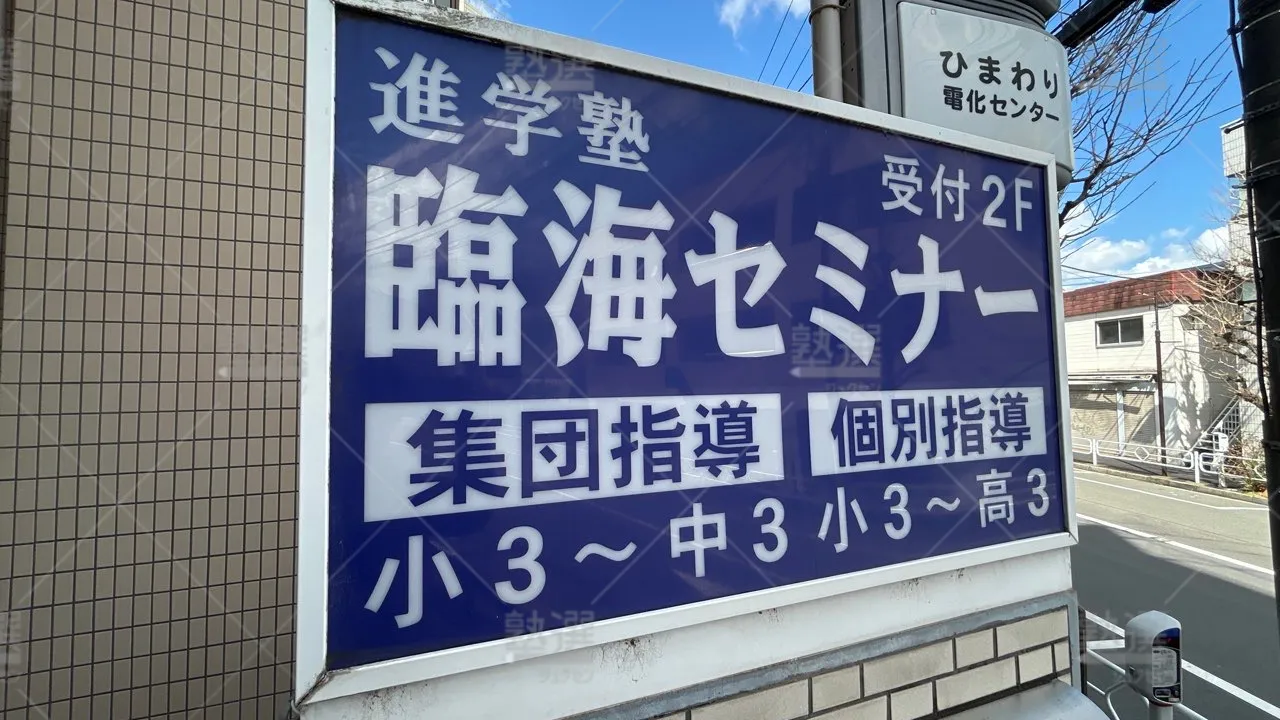 進学塾
受付2F
臨海セミナー
集団指導
個別指導
小3～中3
小3～高3
ひまわり
電化センター
塾選